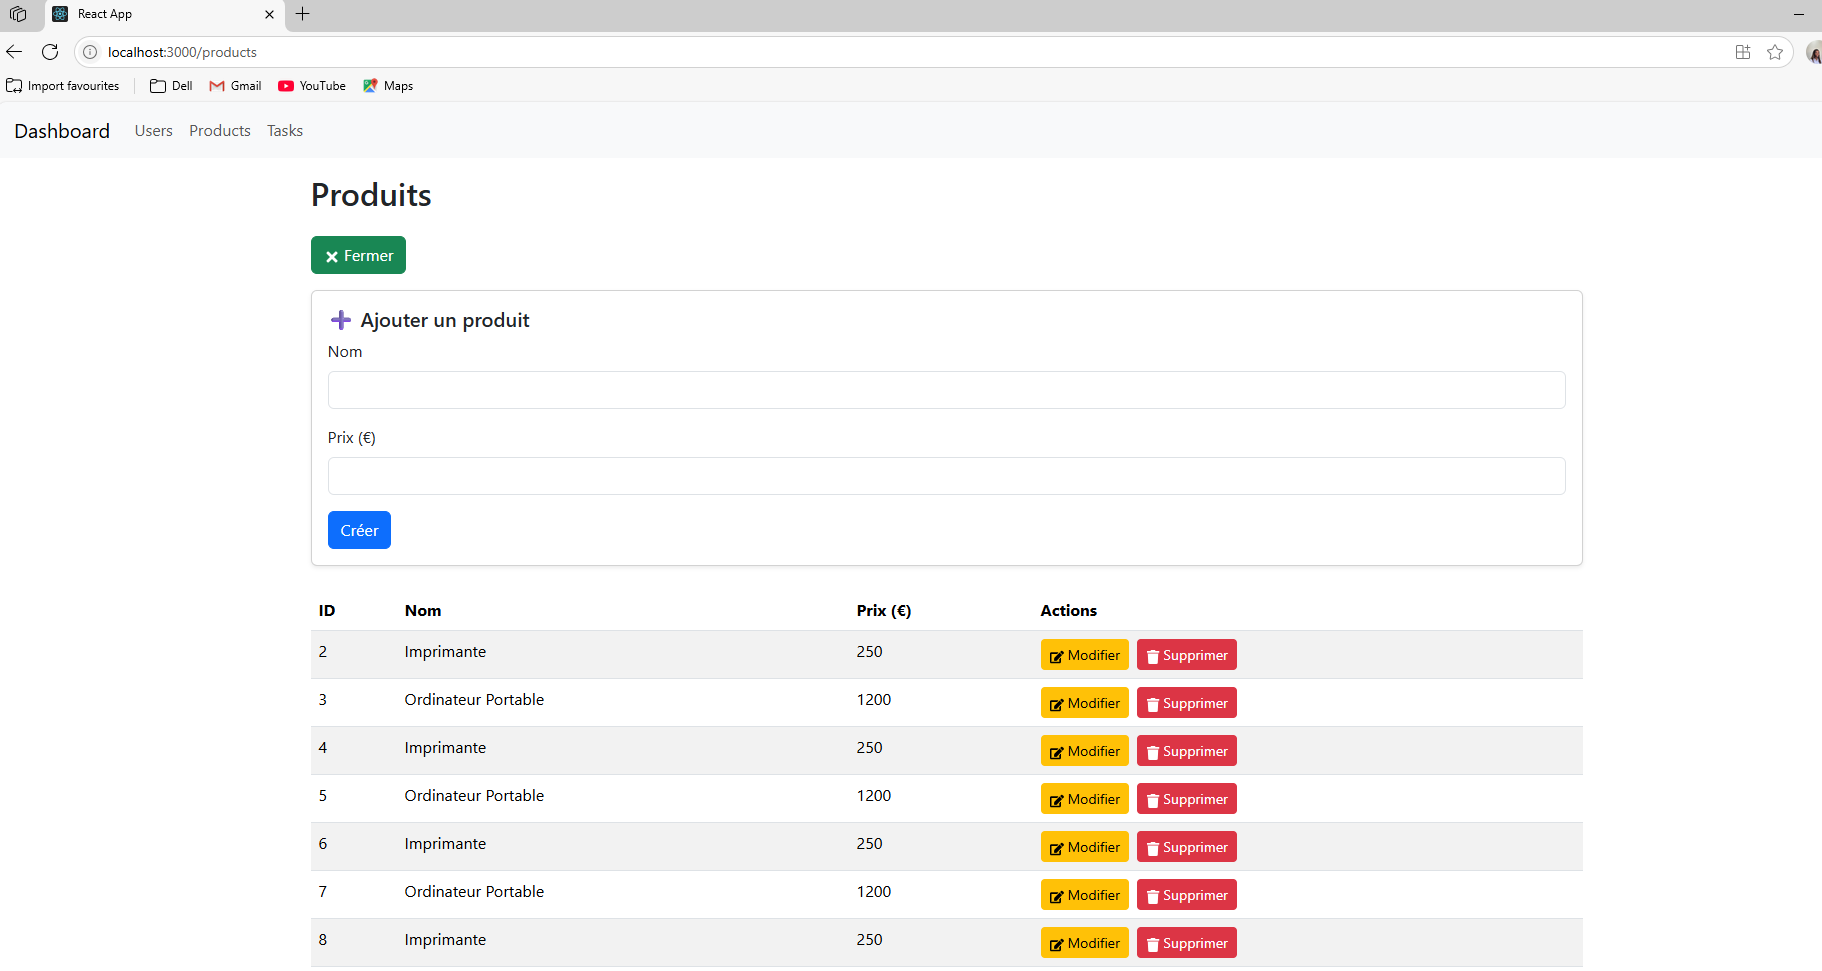 React App
localhost:3000/products
Import favourites Dell Gmail YouTube Maps
Dashboard Users Products Tasks
Produits
Fermer
Ajouter un produit
Nom
Prix (€)
Créer
ID Nom Prix (€) Actions
2 Imprimante 250 Modifier Supprimer
3 Ordinateur Portable 1200 Modifier Supprimer
4 Imprimante 250 Modifier Supprimer
5 Ordinateur Portable 1200 Modifier Supprimer
6 Imprimante 250 Modifier Supprimer
7 Ordinateur Portable 1200 Modifier Supprimer
8 Imprimante 250 Modifier Supprimer